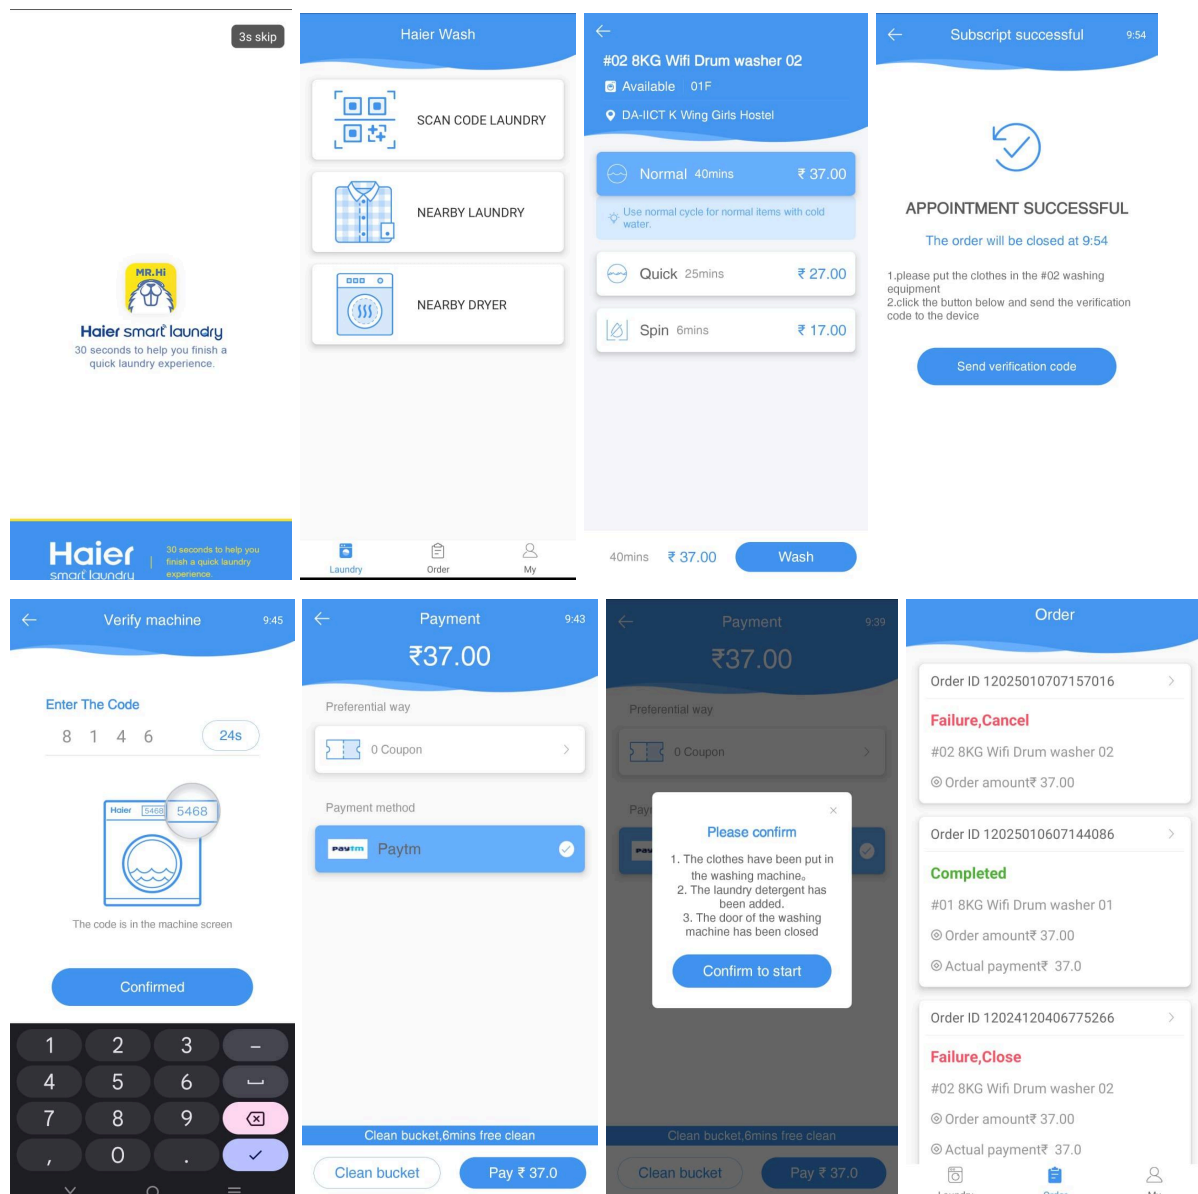 3s skip
MR.Hi
Haier smart laundry
30 seconds to help you finish a
quick laundry experience.
Haier
smart laundry
30 seconds to help you
finish a quick laundry
experience.
Haier Wash
SCAN CODE LAUNDRY
NEARBY LAUNDRY
NEARBY DRYER
Laundry
Order
My
#02 8KG Wifi Drum washer 02
Available 01F
DA-IICT K Wing Girls Hostel
Normal 40mins ₹ 37.00
Use normal cycle for normal items with cold
water.
Quick 25mins ₹ 27.00
Spin 6mins ₹ 17.00
40mins ₹ 37.00 Wash
Subscript successful 9:54
APPOINTMENT SUCCESSFUL
The order will be closed at 9:54
1.please put the clothes in the #02 washing
equipment
2.click the button below and send the verification
code to the device
Send verification code
Verify machine 9:45
Enter The Code
8 1 4 6 24s
Haier 5468 5468
The code is in the machine screen
Confirmed
1 2 3 –
4 5 6
7 8 9
, 0 .
Payment 9:43
₹37.00
Preferential way
0 Coupon
Payment method
Paytm Paytm
Clean bucket,6mins free clean
Clean bucket Pay ₹ 37.0
Payment 9:39
₹37.00
Preferential way
0 Coupon
Please confirm
1. The clothes have been put in
the washing machine。
2. The laundry detergent has
been added.
3. The door of the washing
machine has been closed
Confirm to start
Clean bucket,6mins free clean
Clean bucket Pay ₹ 37.0
Order
Order ID 12025010707157016
Failure,Cancel
#02 8KG Wifi Drum washer 02
Order amount₹ 37.00
Order ID 12025010607144086
Completed
#01 8KG Wifi Drum washer 01
Order amount₹ 37.00
Actual payment₹ 37.0
Order ID 12024120406775266
Failure,Close
#02 8KG Wifi Drum washer 02
Order amount₹ 37.00
Actual payment₹ 37.0